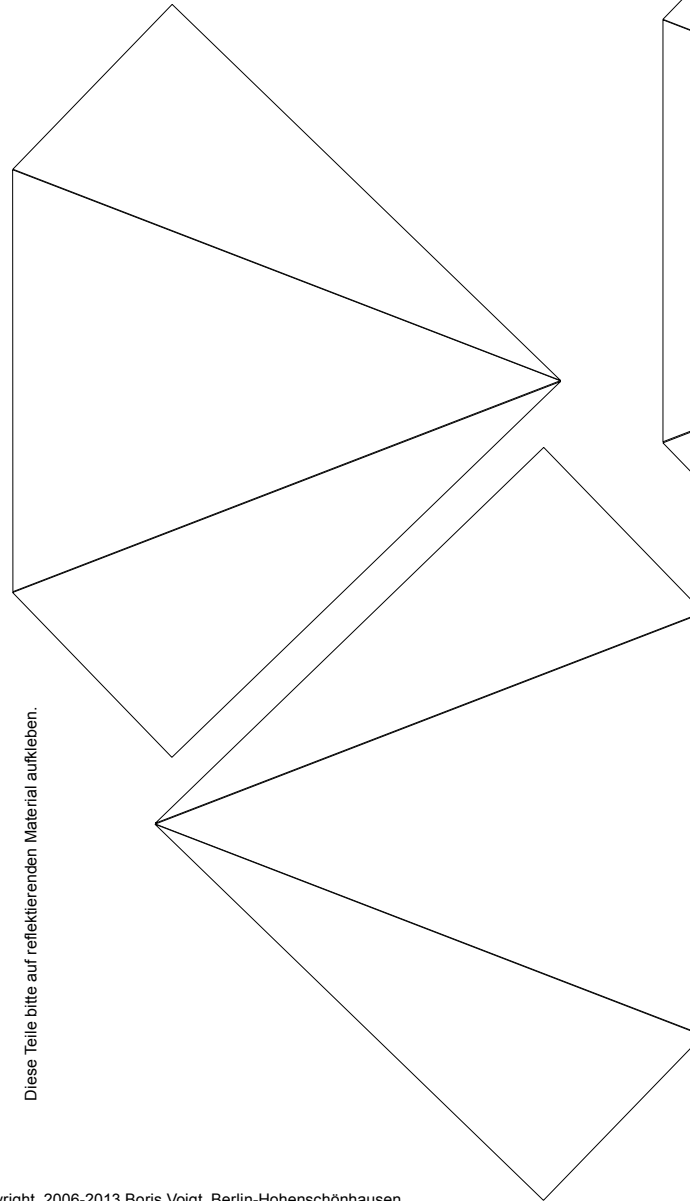 Diese Teile bitte auf reflektierenden Material aufkleben.
yright 2006-2013 Boris Voigt, Berlin-Hohenschönhausen